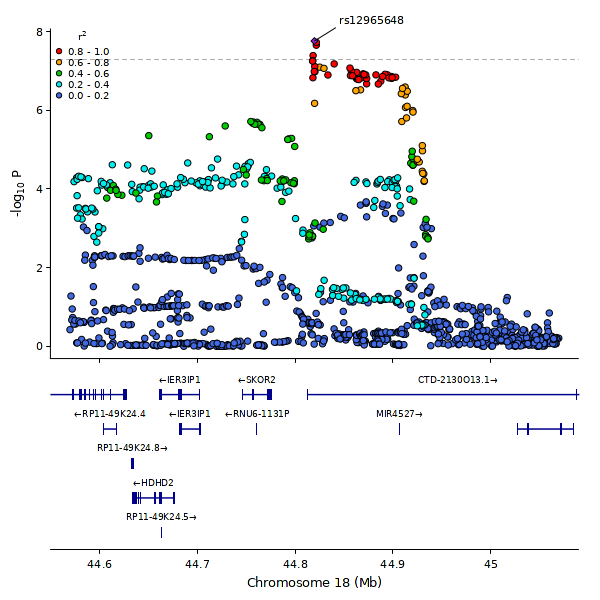 rs12965648
r²
0.8 - 1.0
0.6 - 0.8
0.4 - 0.6
0.2 - 0.4
0.0 - 0.2
8
6
4
2
0
-log₁₀ P
←IER3IP1 ←SKOR2 CTD-2130O13.1→
←RP11-49K24.4 ←IER3IP1 ←RNU6-1131P MIR4527→
RP11-49K24.8→
←HDHD2
RP11-49K24.5→
44.6 44.7 44.8 44.9 45
Chromosome 18 (Mb)